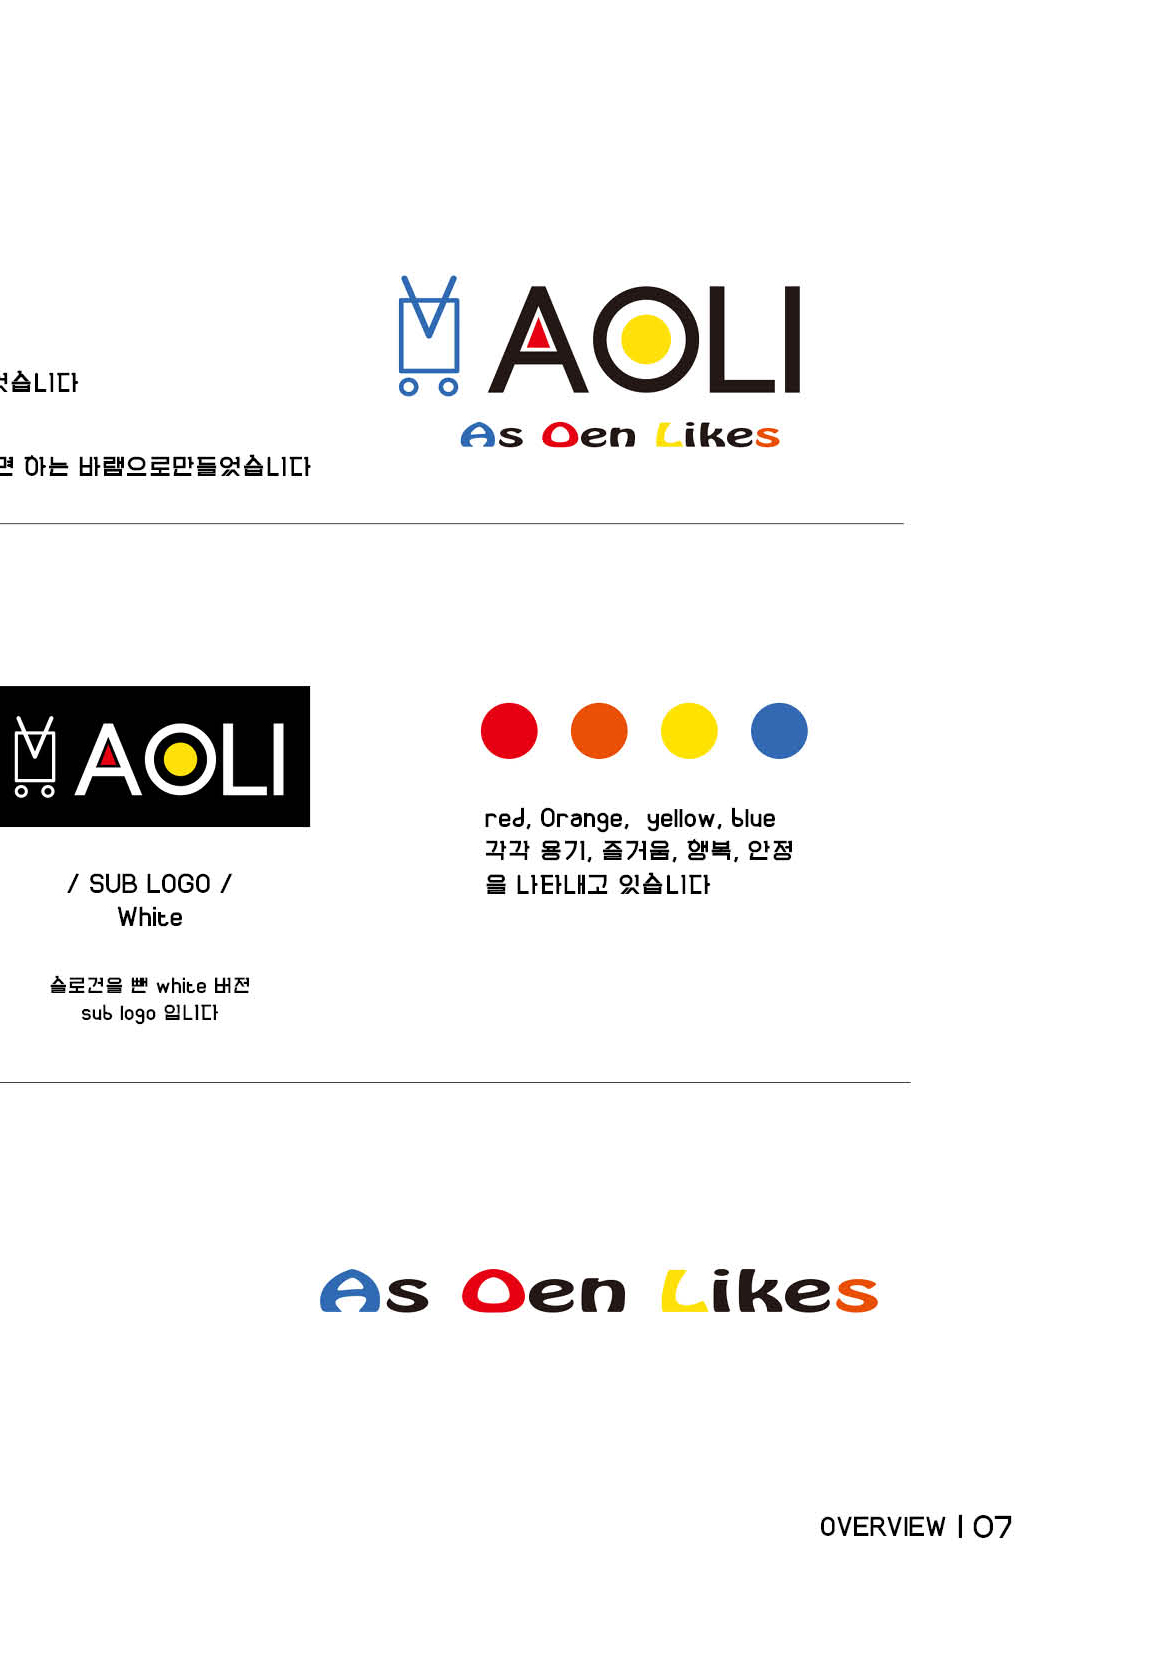 AOLI
As Oen Likes
었습니다
면 하는 바램으로만들었습니다
AOLI
/ SUB LOGO /
White
슬로건을 뺀 white 버젼
sub logo 입니다
red, Orange, yellow, blue
각각 용기, 즐거움, 행복, 안정
을 나타내고 있습니다
As Oen Likes
OVERVIEW | 07